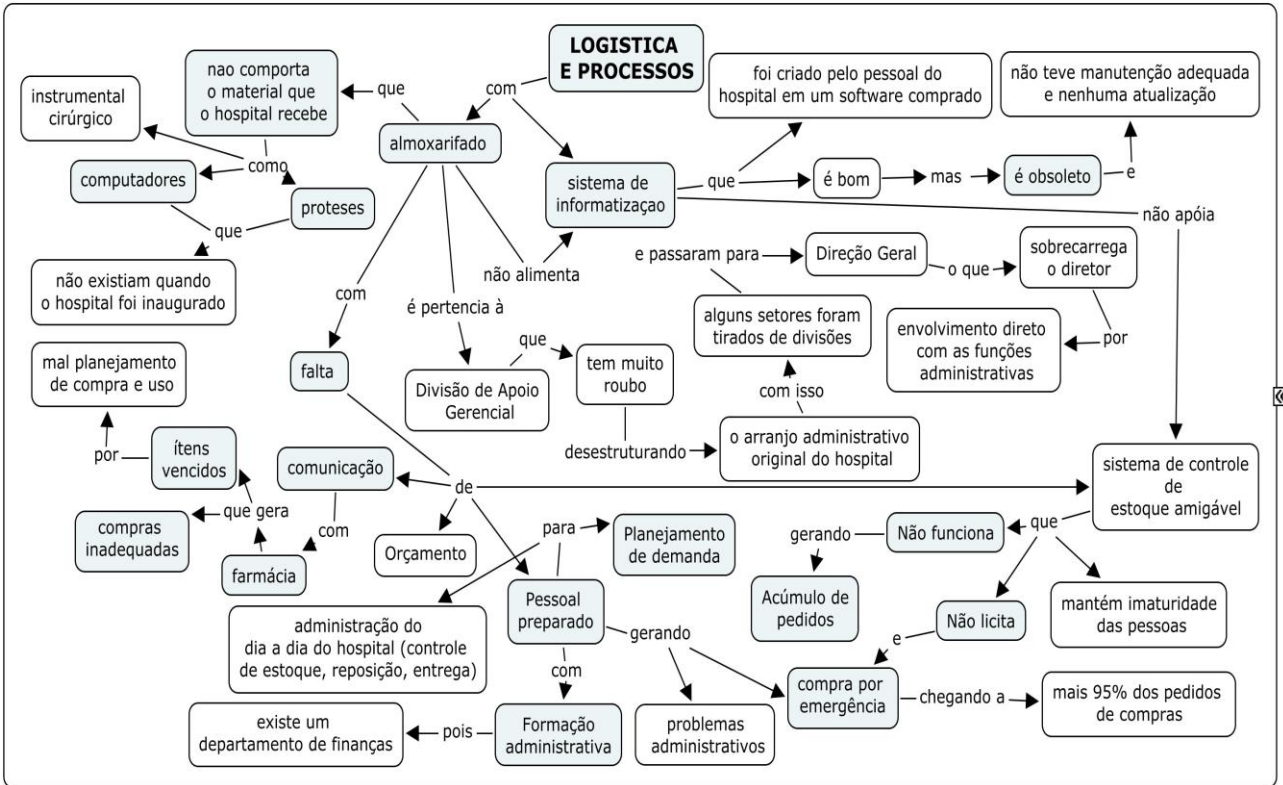 LOGISTICA
E PROCESSOS
com
nao comporta
o material que
o hospital recebe
que
almoxarifado
instrumental
cirúrgico
como
computadores
proteses
que
não existiam quando
o hospital foi inaugurado
foi criado pelo pessoal do
hospital em um software comprado
não teve manutenção adequada
e nenhuma atualização
sistema de
informatizaçao
que
é bom
mas
é obsoleto
e
não apóia
não alimenta
com
é pertencia à
falta
Divisão de Apoio
Gerencial
que
tem muito
roubo
desestruturando
o arranjo administrativo
original do hospital
com isso
alguns setores foram
tirados de divisões
e passaram para
Direção Geral
o que
sobrecarrega
o diretor
por
envolvimento direto
com as funções
administrativas
mal planejamento
de compra e uso
por
ítens
vencidos
que gera
compras
inadequadas
comunicação
com
farmácia
de
Orçamento
para
Planejamento
de demanda
administração do
dia a dia do hospital (controle
de estoque, reposição, entrega)
Pessoal
preparado
com
Formação
administrativa
pois
existe um
departamento de finanças
gerando
problemas
administrativos
sistema de controle
de
estoque amigável
que
Não funciona
gerando
Acúmulo de
pedidos
Não licita
e
mantém imaturidade
das pessoas
compra por
emergência
chegando a
mais 95% dos pedidos
de compras